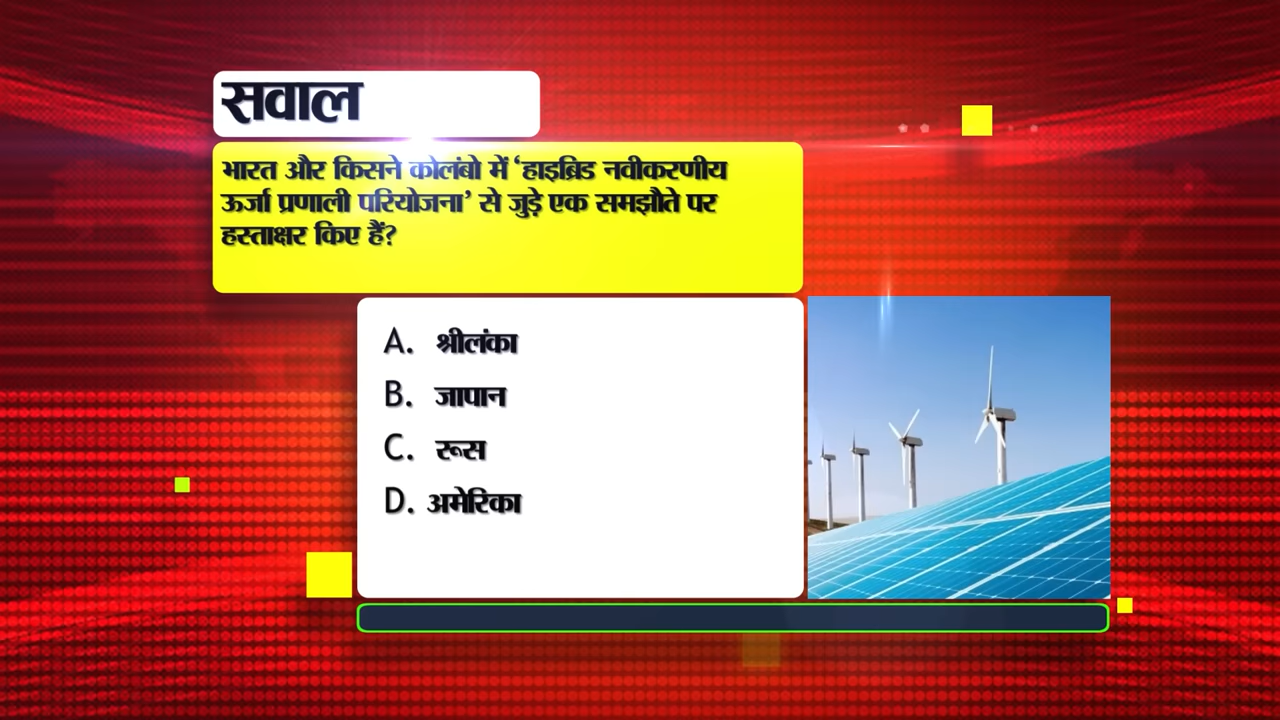 सवाल
भारत और किसने कोलंबो में ‘हाइब्रिड नवीकरणीय
ऊर्जा प्रणाली परियोजना’ से जुड़े एक समझौते पर
हस्ताक्षर किए हैं?
A. श्रीलंका
B. जापान
C. रूस
D. अमेरिका